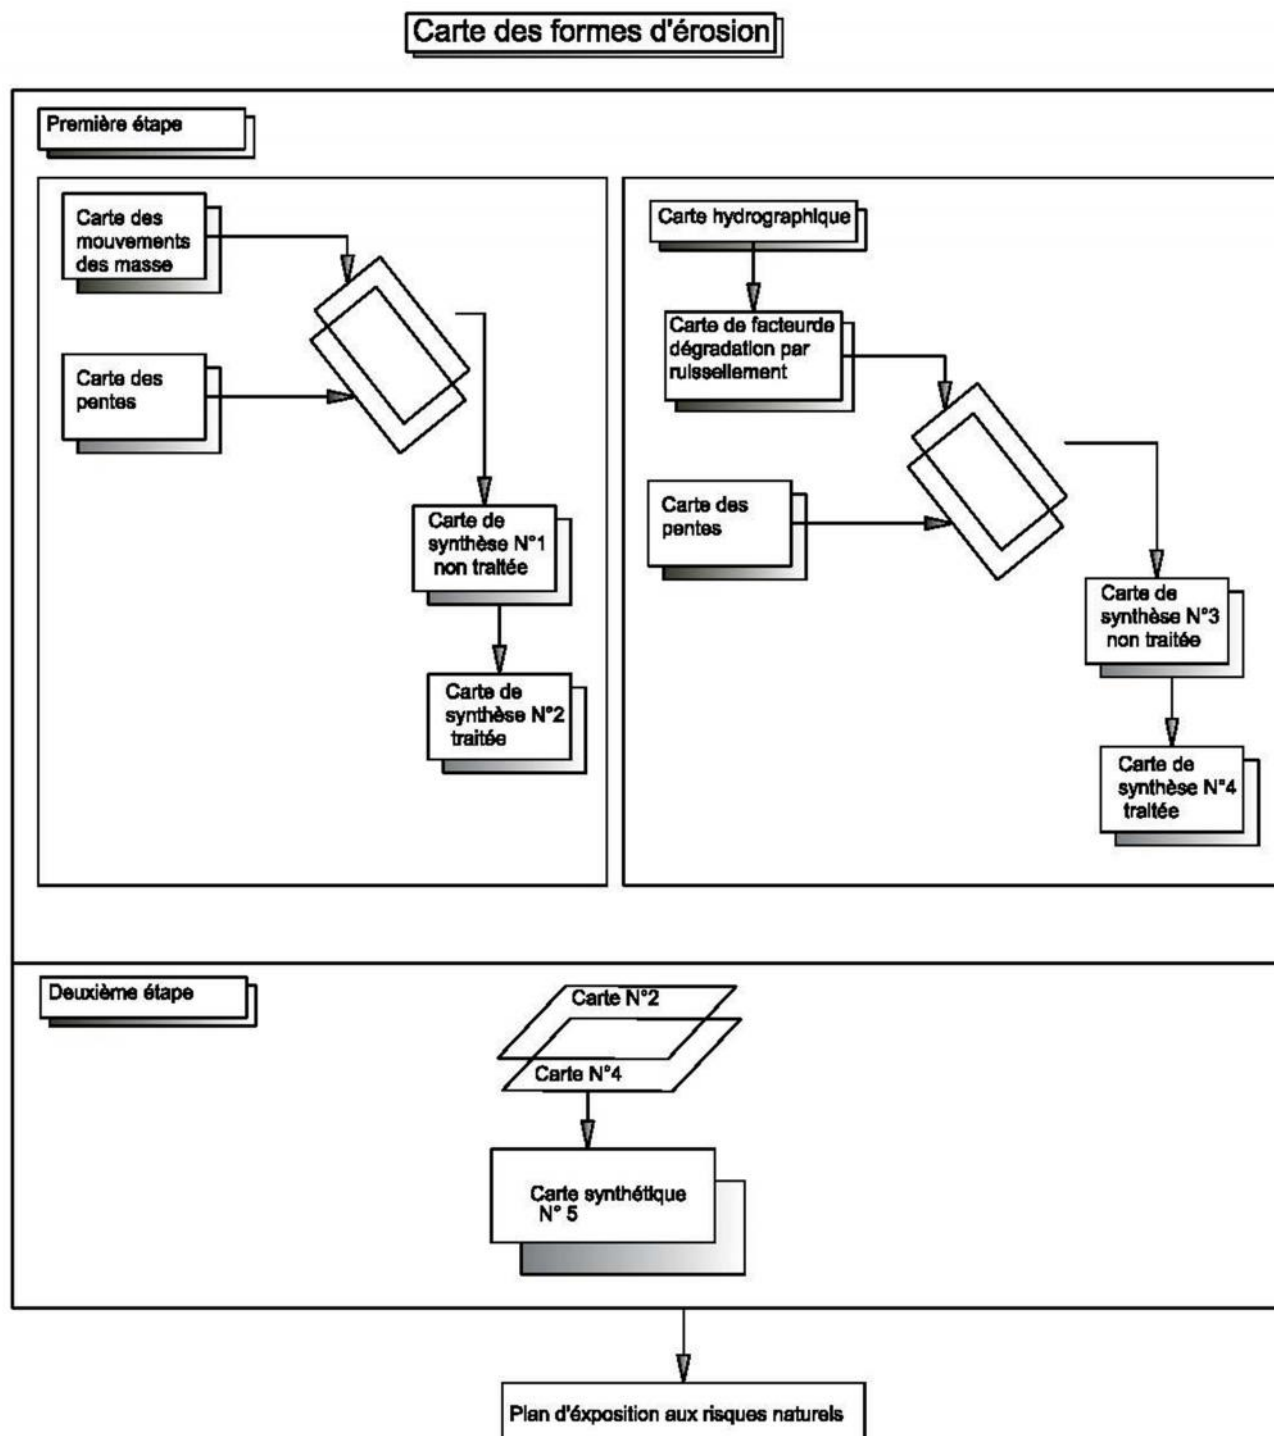 Carte des formes d'érosion
Première étape
Carte des
mouvements
des masse
Carte des
pentes
Carte de
synthèse N°1
non traitée
Carte de
synthèse N°2
traitée
Carte hydrographique
Carte de facteurde
dégradation par
ruissellement
Carte des
pentes
Carte de
synthèse N°3
non traitée
Carte de
synthèse N°4
traitée
Deuxième étape
Carte N°2
Carte N°4
Carte synthétique
N° 5
Plan d'éxposition aux risques naturels